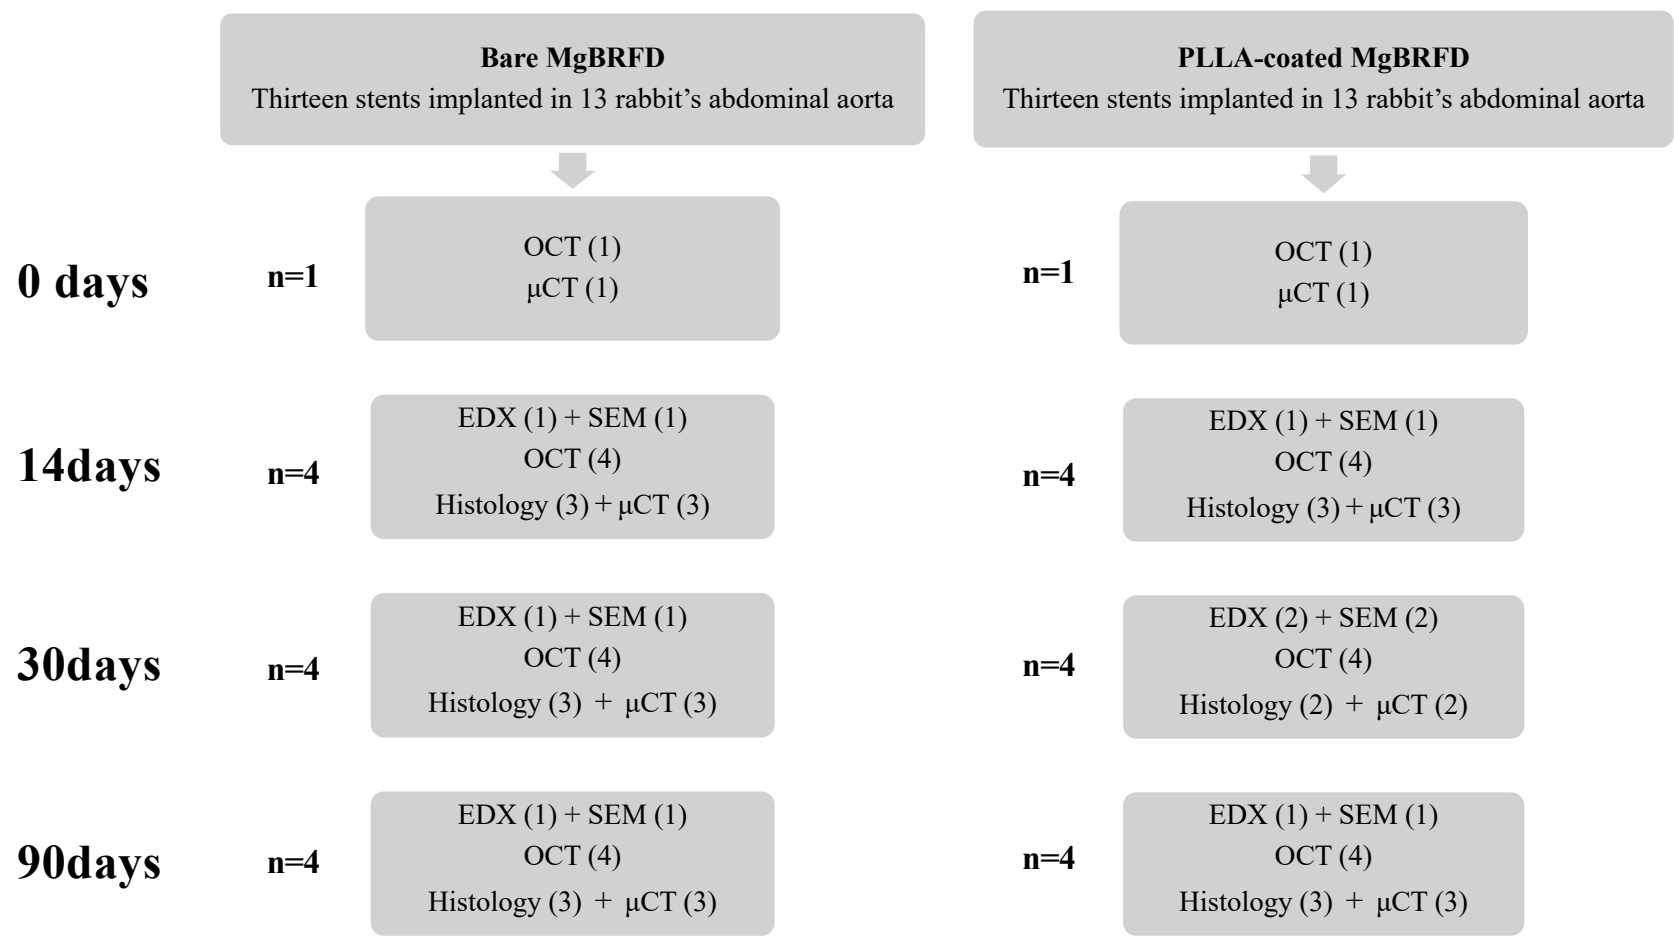 Bare MgBRFD
Thirteen stents implanted in 13 rabbit’s abdominal aorta
PLLA-coated MgBRFD
Thirteen stents implanted in 13 rabbit’s abdominal aorta
0 days
n=1
OCT (1)
μCT (1)
n=1
OCT (1)
μCT (1)
14days
n=4
EDX (1) + SEM (1)
OCT (4)
Histology (3) + μCT (3)
n=4
EDX (1) + SEM (1)
OCT (4)
Histology (3) + μCT (3)
30days
n=4
EDX (1) + SEM (1)
OCT (4)
Histology (3) + μCT (3)
n=4
EDX (2) + SEM (2)
OCT (4)
Histology (2) + μCT (2)
90days
n=4
EDX (1) + SEM (1)
OCT (4)
Histology (3) + μCT (3)
n=4
EDX (1) + SEM (1)
OCT (4)
Histology (3) + μCT (3)